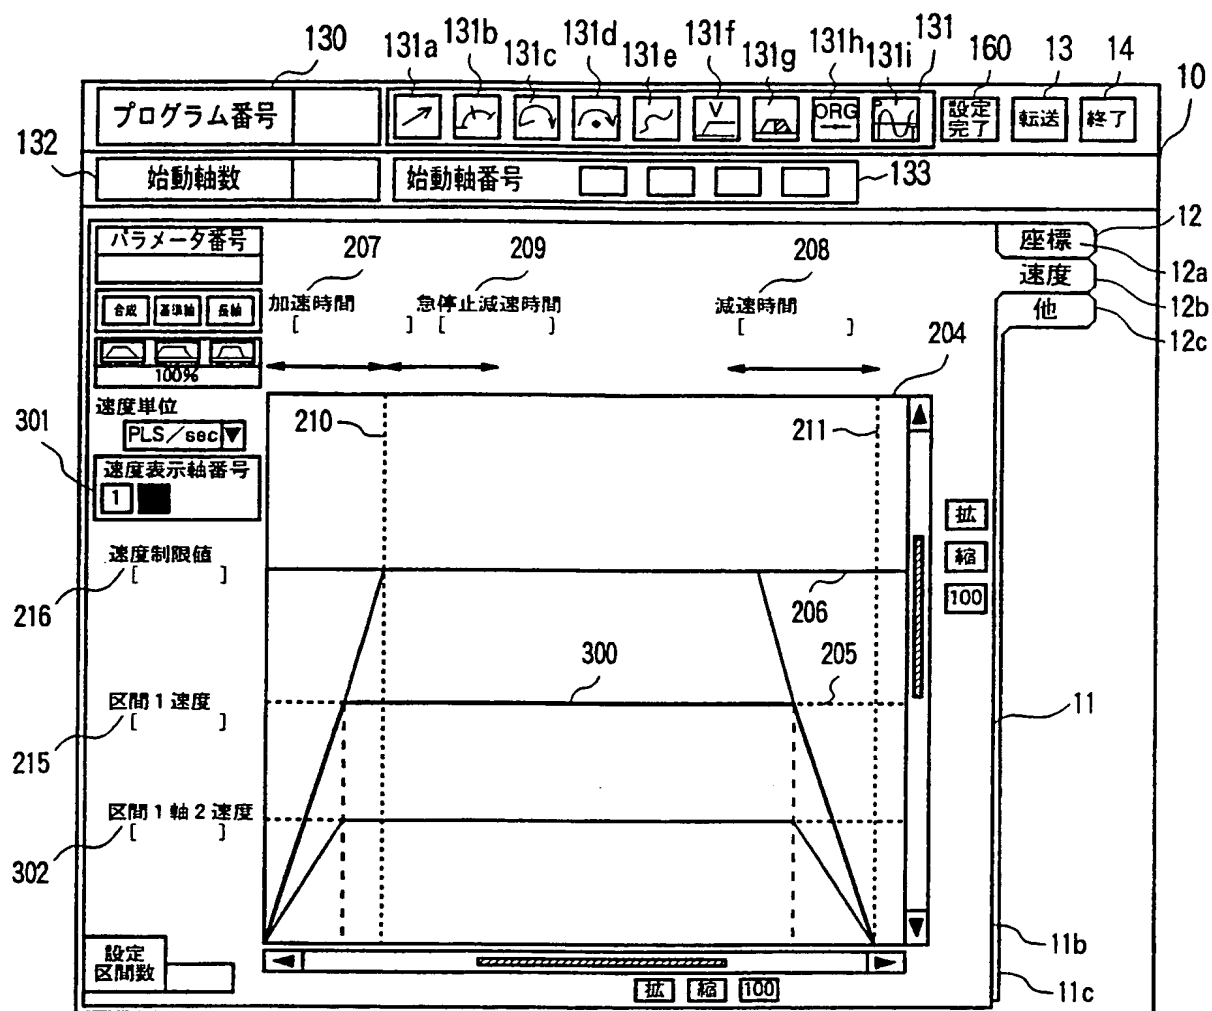 130
131a
131b
131c
131d
131e
131f
131g
131h
131i
131
160
13
14
10
プログラム番号
V
ORG
P
T
設定
完了
転送
終了
132
始動軸数
始動軸番号
133
パラメータ番号
207
209
208
座標
12
12a
速度
12b
他
12c
合成
基準軸
長軸
加速時間
[ ]
急停止減速時間
[ ]
減速時間
[ ]
100%
204
速度単位
PLS/sec
210
211
301
速度表示軸番号
1
拡
縮
100
速度制限値
[ ]
216
206
300
205
区間1速度
[ ]
215
11
区間1軸2速度
[ ]
302
設定
区間数
11b
11c
拡
縮
100